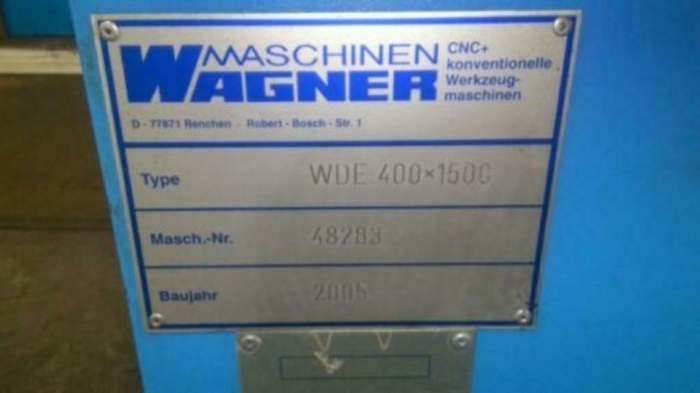 MASCHINEN
WAGNER
CNC+
konventionelle
Werkzeug-
maschinen
D - 77871 Renchen · Robert - Bosch - Str. 1
Type WDE 400×1500
Masch.-Nr. 48283
Baujahr 2005